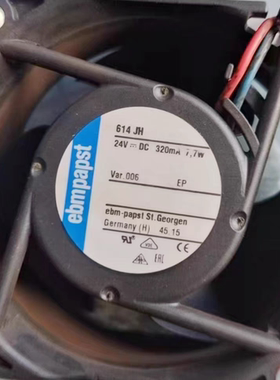 ebmpapst
614 JH
24V ⎓ DC 320mA 7,7W
Var.006 EP
ebm-papst St.Georgen
Germany (H) 45.15